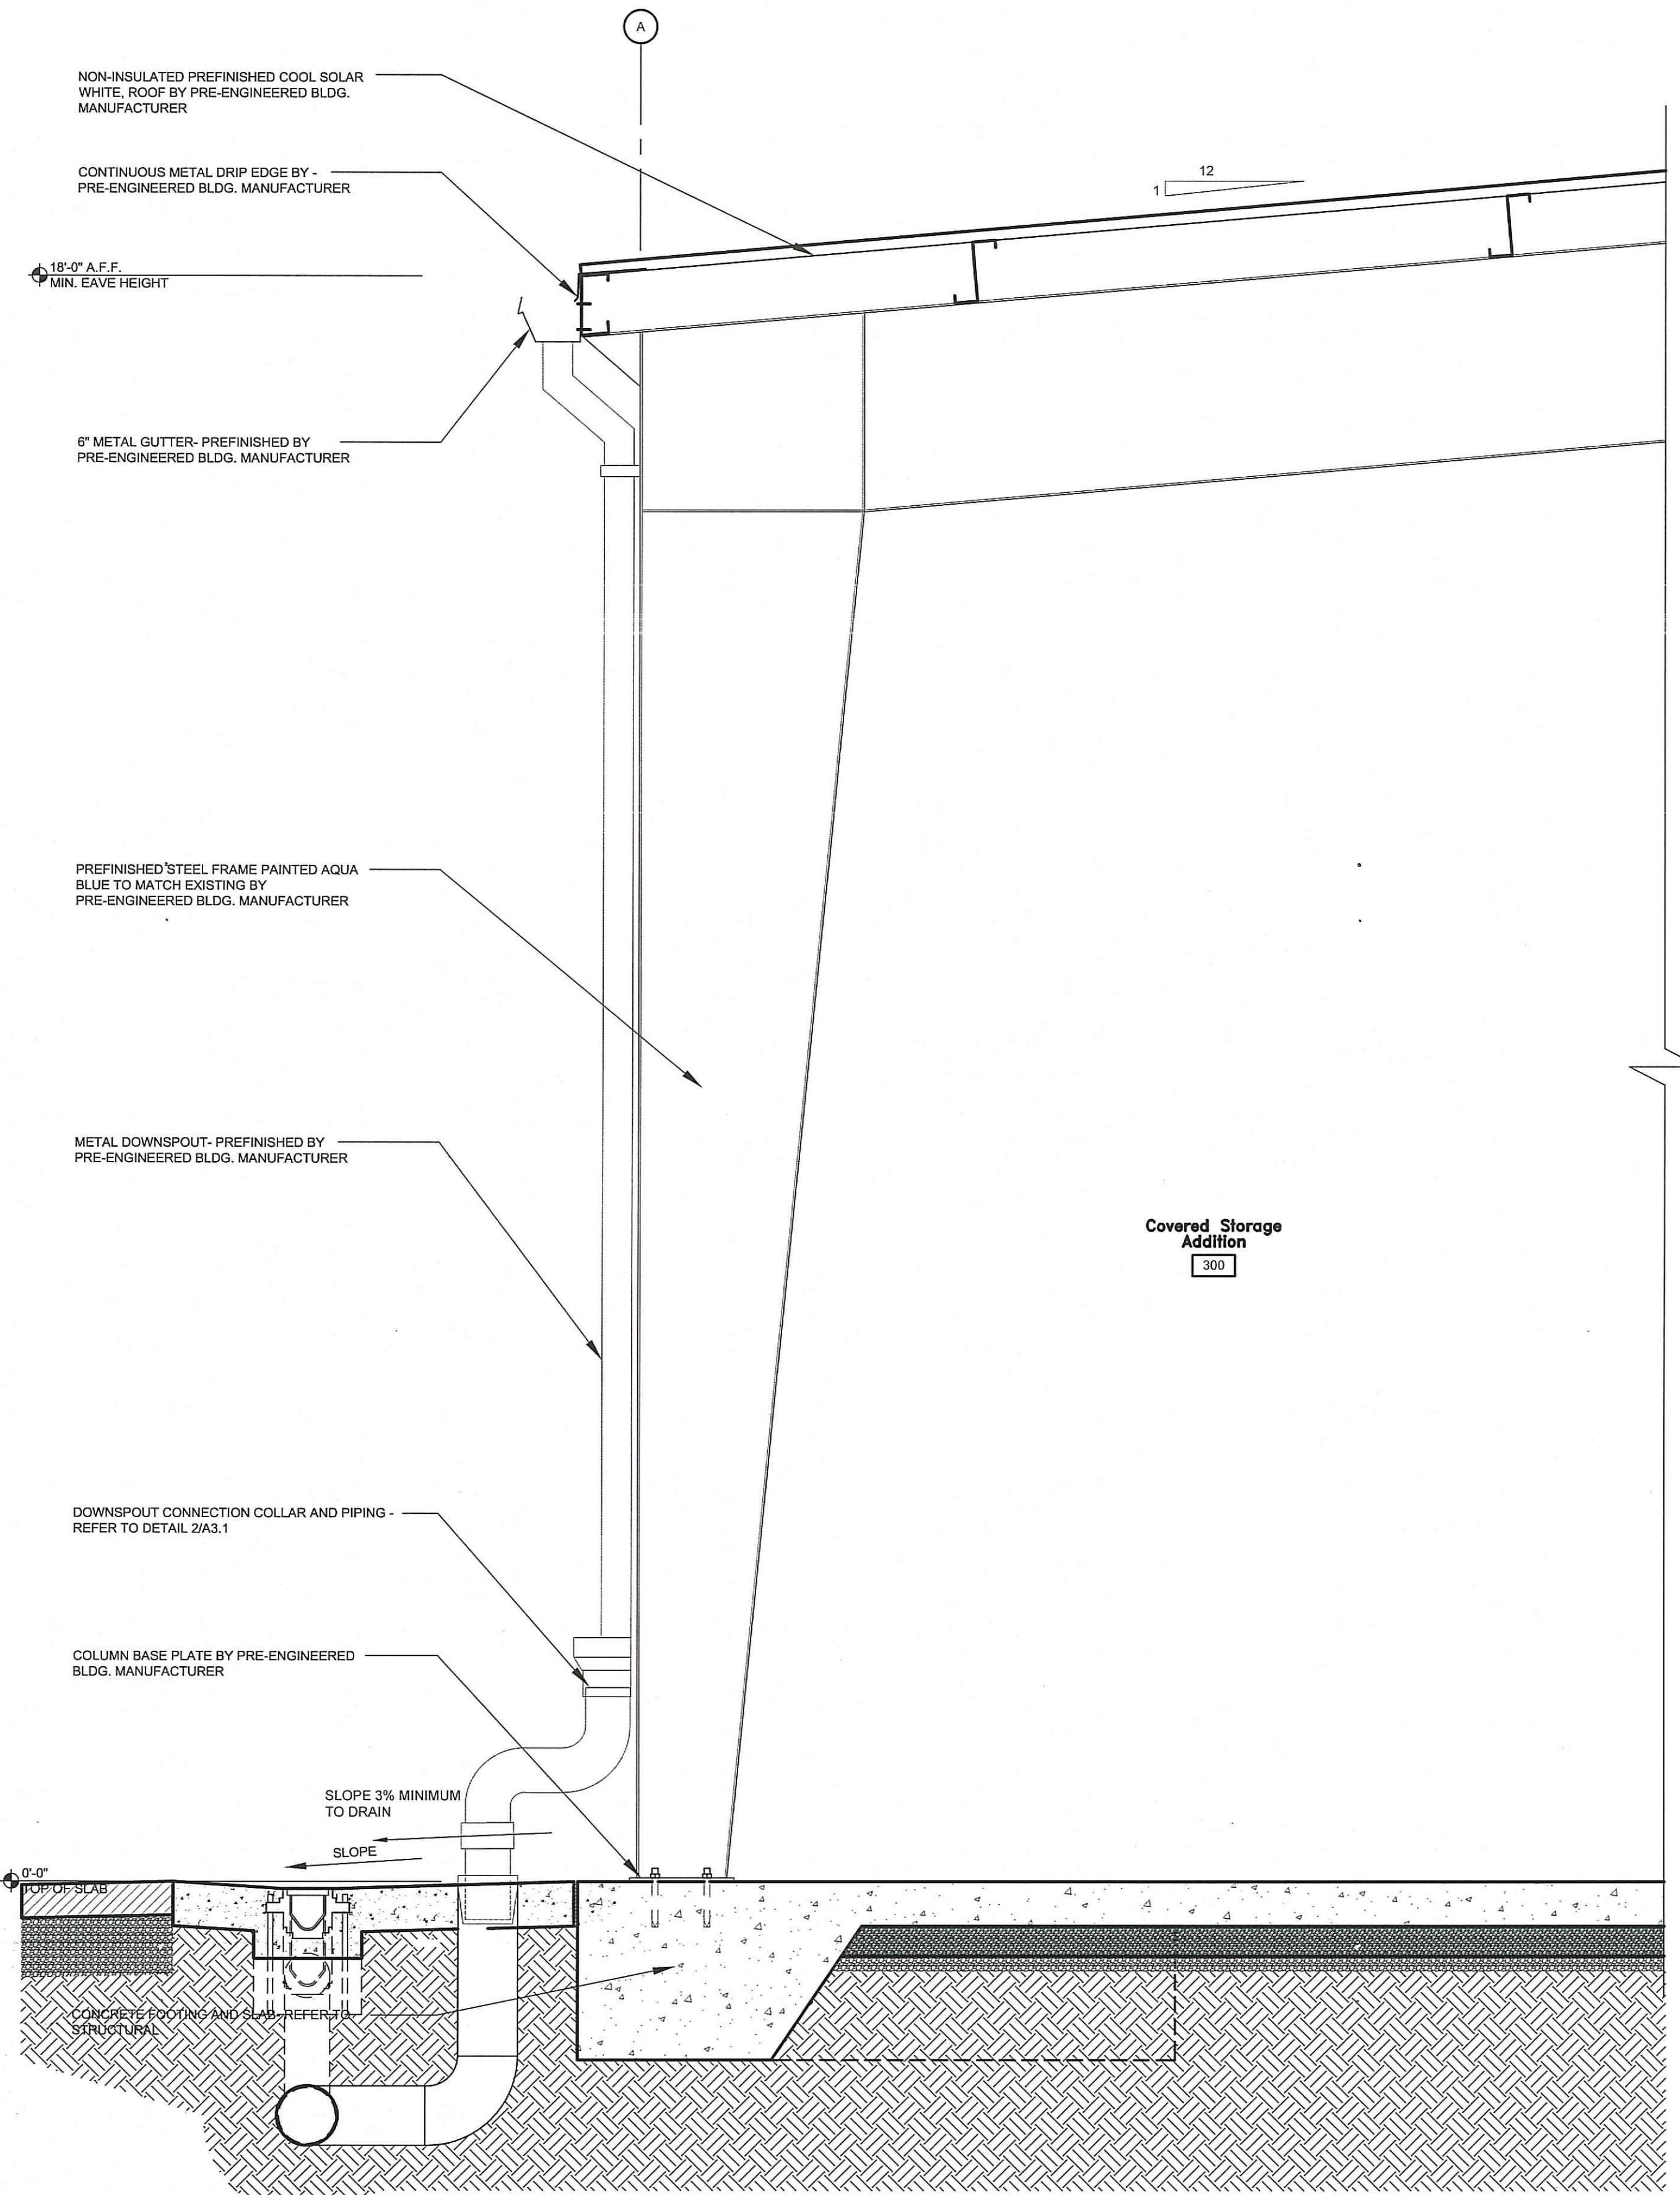 A
NON-INSULATED PREFINISHED COOL SOLAR
WHITE, ROOF BY PRE-ENGINEERED BLDG.
MANUFACTURER
12
1
CONTINUOUS METAL DRIP EDGE BY -
PRE-ENGINEERED BLDG. MANUFACTURER
18'-0" A.F.F.
MIN. EAVE HEIGHT
6" METAL GUTTER- PREFINISHED BY
PRE-ENGINEERED BLDG. MANUFACTURER
PREFINISHED STEEL FRAME PAINTED AQUA
BLUE TO MATCH EXISTING BY
PRE-ENGINEERED BLDG. MANUFACTURER
METAL DOWNSPOUT- PREFINISHED BY
PRE-ENGINEERED BLDG. MANUFACTURER
Covered Storage
Addition
300
DOWNSPOUT CONNECTION COLLAR AND PIPING -
REFER TO DETAIL 2/A3.1
COLUMN BASE PLATE BY PRE-ENGINEERED
BLDG. MANUFACTURER
SLOPE 3% MINIMUM
TO DRAIN
SLOPE
0'-0"
TOP OF SLAB
CONCRETE FOOTING AND SLAB- REFER TO
STRUCTURAL